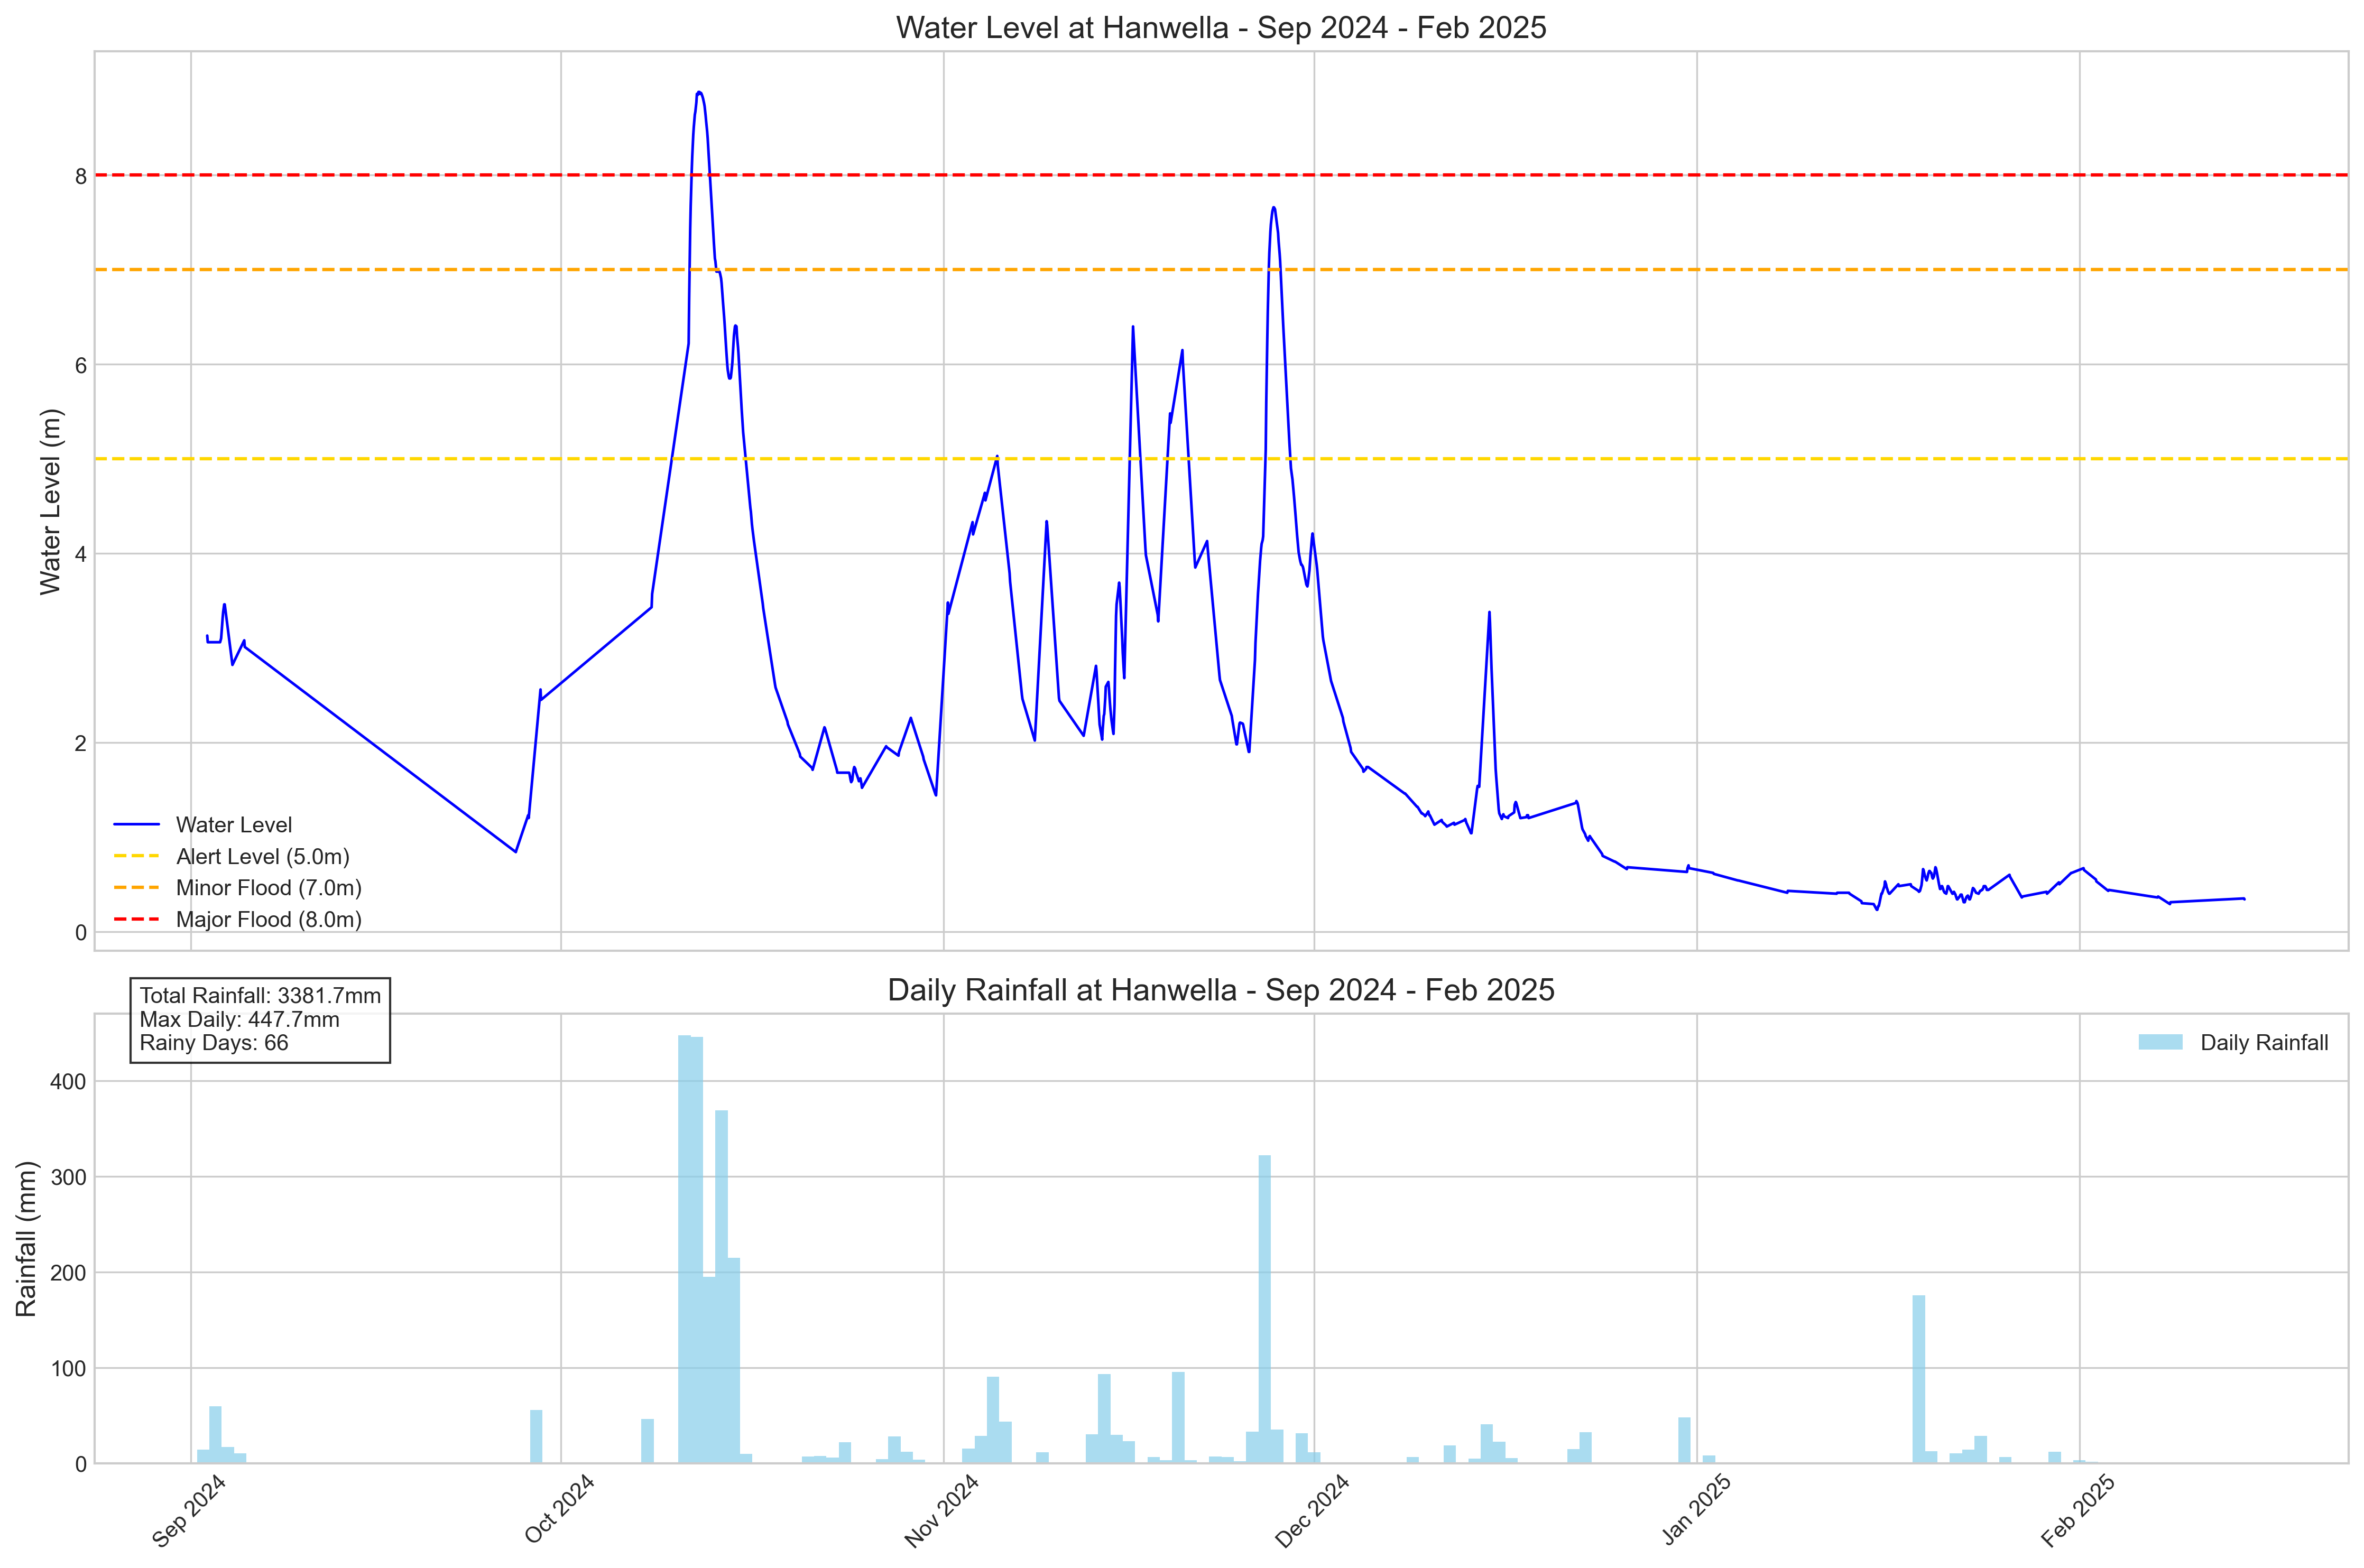 Water Level at Hanwella - Sep 2024 - Feb 2025
Water Level (m)
8
6
4
2
0
Water Level
Alert Level (5.0m)
Minor Flood (7.0m)
Major Flood (8.0m)
Daily Rainfall at Hanwella - Sep 2024 - Feb 2025
Total Rainfall: 3381.7mm
Max Daily: 447.7mm
Rainy Days: 66
Daily Rainfall
Rainfall (mm)
400
300
200
100
0
Sep 2024
Oct 2024
Nov 2024
Dec 2024
Jan 2025
Feb 2025